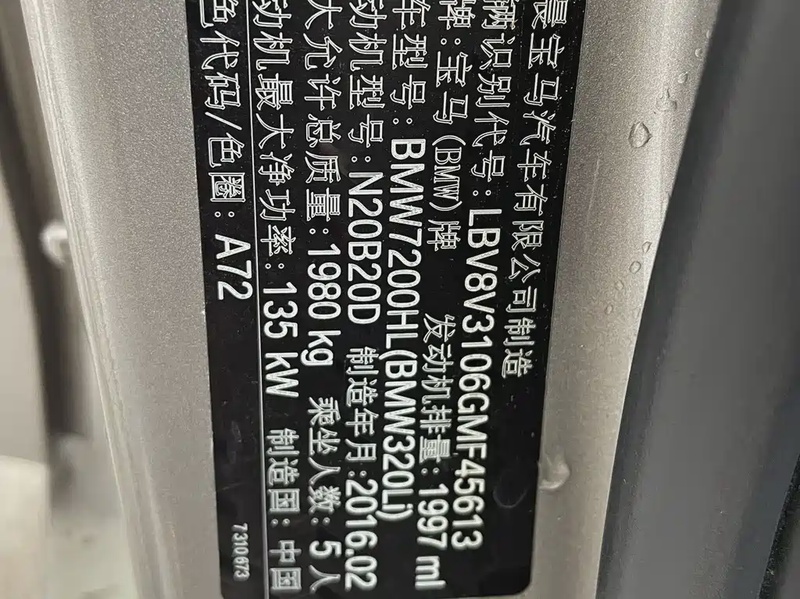 晨宝马汽车有限公司制造
辆识别代号: LBV8V3106GMF45613
牌: 宝马(BMW)牌 发动机排量: 1997 ml
车型号: BMW7200HL(BMW320Li)
动机型号: N20B20D 制造年月: 2016.02
大允许总质量: 1980 kg 乘坐人数: 5人
动机最大净功率: 135 kW 制造国: 中国
色代码/色圈: A72
7310673